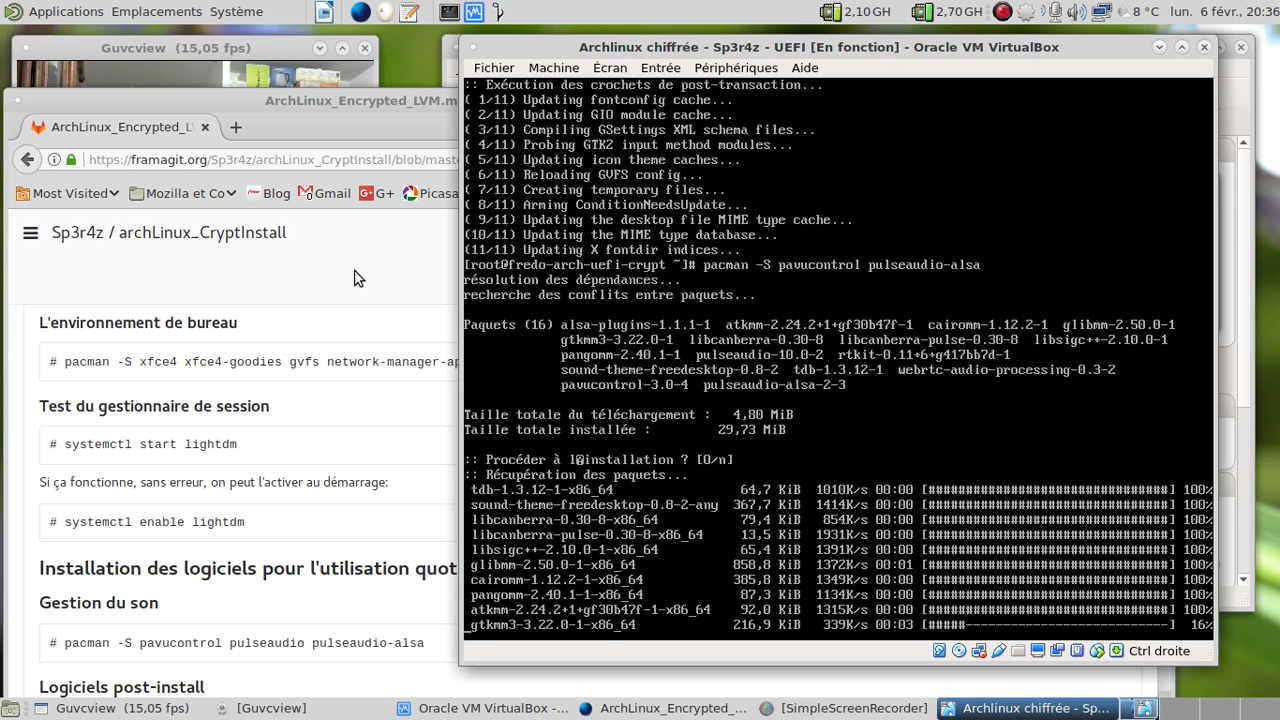 Applications Emplacements Système
2,10 GH 2,70 GH 8 °C lun. 6 févr., 20:36
Guvcview (15,05 fps)
ArchLinux_Encrypted_LVM.m
ArchLinux_Encrypted_L
https://framagit.org/Sp3r4z/archLinux_CryptInstall/blob/mast
Most Visited Mozilla et Co Blog Gmail G+ Picasa
Sp3r4z / archLinux_CryptInstall
L'environnement de bureau
# pacman -S xfce4 xfce4-goodies gvfs network-manager-ap
Test du gestionnaire de session
# systemctl start lightdm
Si ça fonctionne, sans erreur, on peut l'activer au démarrage:
# systemctl enable lightdm
Installation des logiciels pour l'utilisation quot
Gestion du son
# pacman -S pavucontrol pulseaudio pulseaudio-alsa
Logiciels post-install
Archlinux chiffrée - Sp3r4z - UEFI [En fonction] - Oracle VM VirtualBox
Fichier Machine Écran Entrée Périphériques Aide
:: Exécution des crochets de post-transaction...
( 1/11) Updating fontconfig cache...
( 2/11) Updating GIO module cache...
( 3/11) Compiling GSettings XML schema files...
( 4/11) Probing GTK2 input method modules...
( 5/11) Updating icon theme caches...
( 6/11) Reloading GVFS config...
( 7/11) Creating temporary files...
( 8/11) Arming ConditionNeedsUpdate...
( 9/11) Updating the desktop file MIME type cache...
(10/11) Updating the MIME type database...
(11/11) Updating X fontdir indices...
[root@fredo-arch-uefi-crypt ~]# pacman -S pavucontrol pulseaudio-alsa
résolution des dépendances...
recherche des conflits entre paquets...
Paquets (16) alsa-plugins-1.1.1-1 atkmm-2.24.2+1+gf30b47f-1 cairomm-1.12.2-1 glibmm-2.50.0-1
gtkmm3-3.22.0-1 libcanberra-0.30-8 libcanberra-pulse-0.30-8 libsigc++-2.10.0-1
pangomm-2.40.1-1 pulseaudio-10.0-2 rtkit-0.11+6+g417bb7d-1
sound-theme-freedesktop-0.8-2 tdb-1.3.12-1 webrtc-audio-processing-0.3-2
pavucontrol-3.0-4 pulseaudio-alsa-2-3
Taille totale du téléchargement : 4,80 MiB
Taille totale installée : 29,73 MiB
:: Procéder à l�installation ? [O/n]
:: Récupération des paquets...
tdb-1.3.12-1-x86_64 64,7 KiB 1010K/s 00:00 [################################] 100%
sound-theme-freedesktop-0.8-2-any 367,7 KiB 1414K/s 00:00 [################################] 100%
libcanberra-0.30-8-x86_64 79,4 KiB 854K/s 00:00 [################################] 100%
libcanberra-pulse-0.30-8-x86_64 13,5 KiB 1931K/s 00:00 [################################] 100%
libsigc++-2.10.0-1-x86_64 65,4 KiB 1391K/s 00:00 [################################] 100%
glibmm-2.50.0-1-x86_64 858,8 KiB 1372K/s 00:01 [################################] 100%
cairomm-1.12.2-1-x86_64 385,8 KiB 1349K/s 00:00 [################################] 100%
pangomm-2.40.1-1-x86_64 87,3 KiB 1134K/s 00:00 [################################] 100%
atkmm-2.24.2+1+gf30b47f-1-x86_64 92,0 KiB 1315K/s 00:00 [################################] 100%
_gtkmm3-3.22.0-1-x86_64 216,9 KiB 339K/s 00:03 [#####---------------------------] 16%
Ctrl droite
Guvcview (15,05 fps) [Guvcview] Oracle VM VirtualBox -... ArchLinux_Encrypted_... [SimpleScreenRecorder] Archlinux chiffrée - Sp...